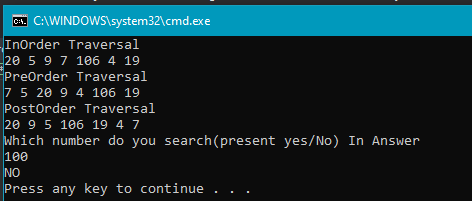 C:\WINDOWS\system32\cmd.exe
InOrder Traversal
20 5 9 7 106 4 19
PreOrder Traversal
7 5 20 9 4 106 19
PostOrder Traversal
20 9 5 106 19 4 7
Which number do you search(present yes/No) In Answer
100
NO
Press any key to continue . . .